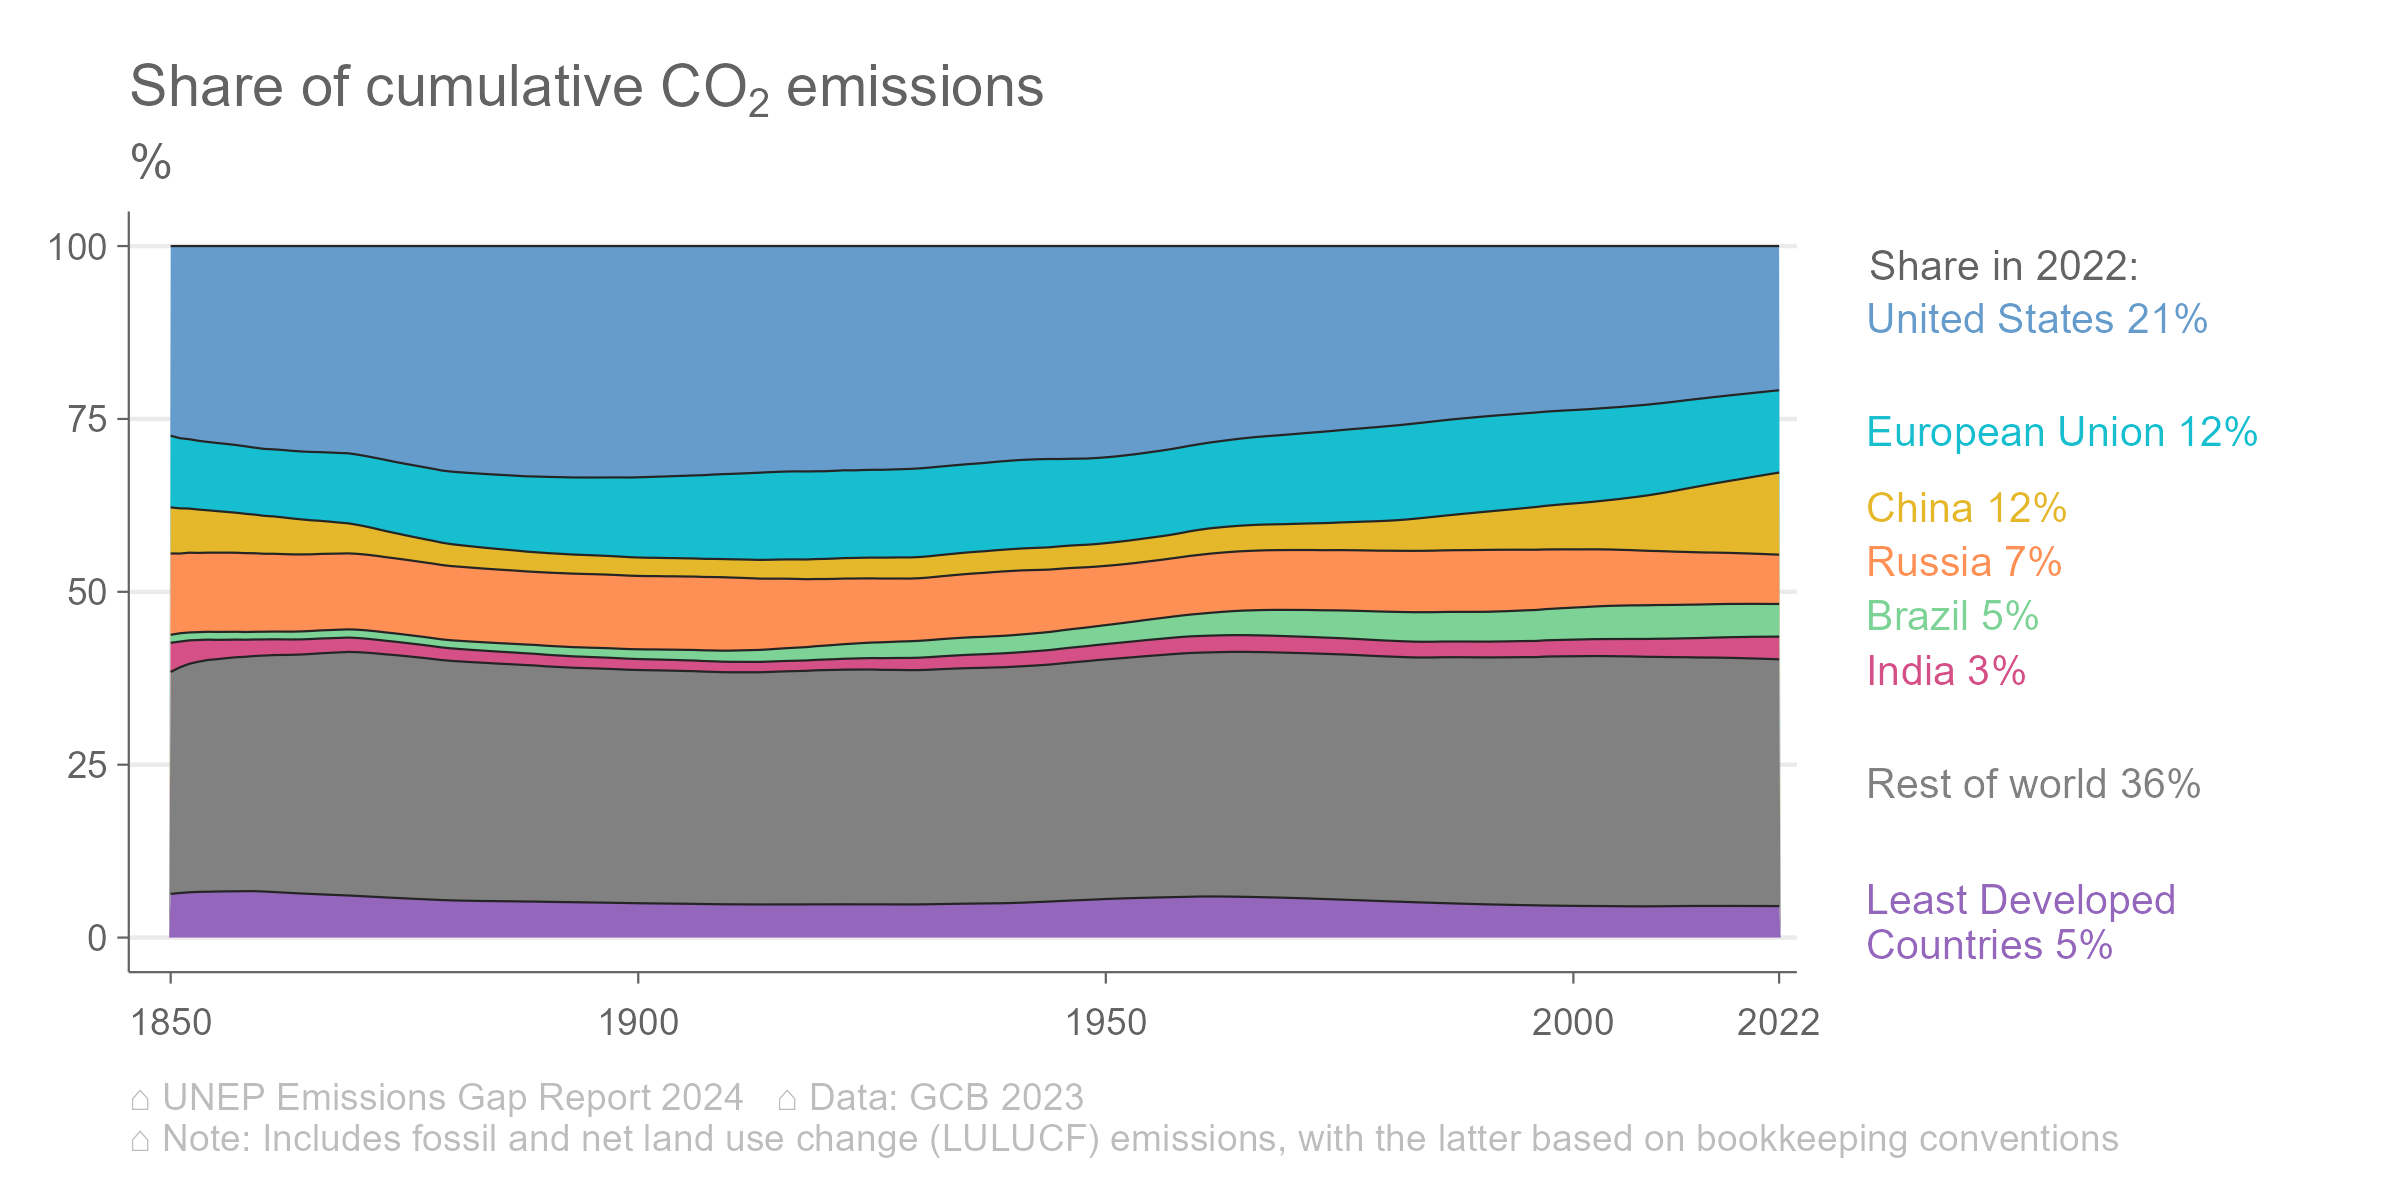 Share of cumulative CO₂ emissions
%
100
75
50
25
0
1850 1900 1950 2000 2022
Share in 2022:
United States 21%
European Union 12%
China 12%
Russia 7%
Brazil 5%
India 3%
Rest of world 36%
Least Developed
Countries 5%
⌂ UNEP Emissions Gap Report 2024 ⌂ Data: GCB 2023
⌂ Note: Includes fossil and net land use change (LULUCF) emissions, with the latter based on bookkeeping conventions